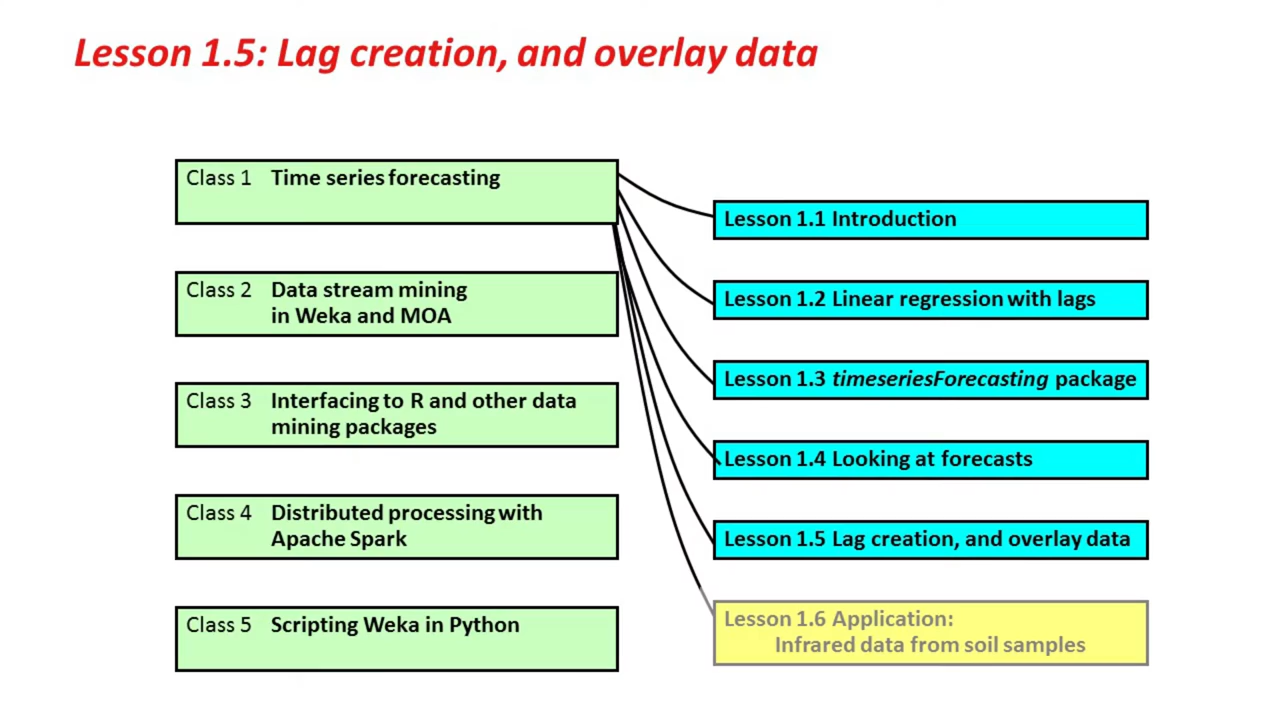 Lesson 1.5: Lag creation, and overlay data
Class 1 Time series forecasting
Class 2 Data stream mining
in Weka and MOA
Class 3 Interfacing to R and other data
mining packages
Class 4 Distributed processing with
Apache Spark
Class 5 Scripting Weka in Python
Lesson 1.1 Introduction
Lesson 1.2 Linear regression with lags
Lesson 1.3 timeseriesForecasting package
Lesson 1.4 Looking at forecasts
Lesson 1.5 Lag creation, and overlay data
Lesson 1.6 Application:
Infrared data from soil samples